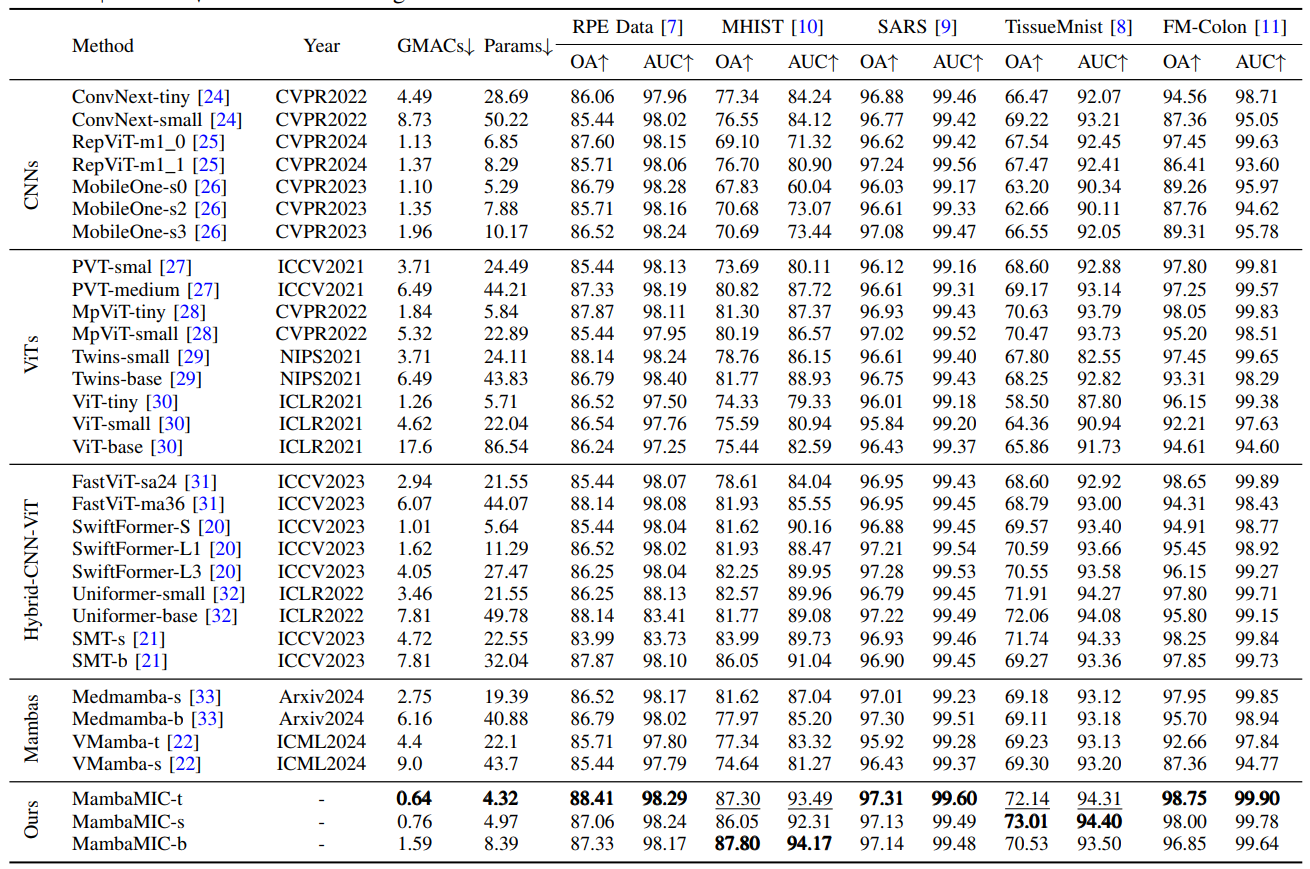 Method Year GMACs↓ Params↓ RPE Data [7] MHIST [10] SARS [9] TissueMnist [8] FM-Colon [11]
OA↑ AUC↑ OA↑ AUC↑ OA↑ AUC↑ OA↑ AUC↑ OA↑ AUC↑
CNNs
ConvNext-tiny [24] CVPR2022 4.49 28.69 86.06 97.96 77.34 84.24 96.88 99.46 66.47 92.07 94.56 98.71
ConvNext-small [24] CVPR2022 8.73 50.22 85.44 98.02 76.55 84.12 96.77 99.42 69.22 93.21 87.36 95.05
RepViT-m1_0 [25] CVPR2024 1.13 6.85 87.60 98.15 69.10 71.32 96.62 99.42 67.54 92.45 97.45 99.63
RepViT-m1_1 [25] CVPR2024 1.37 8.29 85.71 98.06 76.70 80.90 97.24 99.56 67.47 92.41 86.41 93.60
MobileOne-s0 [26] CVPR2023 1.10 5.29 86.79 98.28 67.83 60.04 96.03 99.17 63.20 90.34 89.26 95.97
MobileOne-s2 [26] CVPR2023 1.35 7.88 85.71 98.16 70.68 73.07 96.61 99.33 62.66 90.11 87.76 94.62
MobileOne-s3 [26] CVPR2023 1.96 10.17 86.52 98.24 70.69 73.44 97.08 99.47 66.55 92.05 89.31 95.78
ViTs
PVT-smal [27] ICCV2021 3.71 24.49 85.44 98.13 73.69 80.11 96.12 99.16 68.60 92.88 97.80 99.81
PVT-medium [27] ICCV2021 6.49 44.21 87.33 98.19 80.82 87.72 96.61 99.31 69.17 93.14 97.25 99.57
MpViT-tiny [28] CVPR2022 1.84 5.84 87.87 98.11 81.30 87.37 96.93 99.43 70.63 93.79 98.05 99.83
MpViT-small [28] CVPR2022 5.32 22.89 85.44 97.95 80.19 86.57 97.02 99.52 70.47 93.73 95.20 98.51
Twins-small [29] NIPS2021 3.71 24.11 88.14 98.24 78.76 86.15 96.61 99.40 67.80 82.55 97.45 99.65
Twins-base [29] NIPS2021 6.49 43.83 86.79 98.40 81.77 88.93 96.75 99.43 68.25 92.82 93.31 98.29
ViT-tiny [30] ICLR2021 1.26 5.71 86.52 97.50 74.33 79.33 96.01 99.18 58.50 87.80 96.15 99.38
ViT-small [30] ICLR2021 4.62 22.04 86.54 97.76 75.59 80.94 95.84 99.20 64.36 90.94 92.21 97.63
ViT-base [30] ICLR2021 17.6 86.54 86.24 97.25 75.44 82.59 96.43 99.37 65.86 91.73 94.61 94.60
Hybrid-CNN-ViT
FastViT-sa24 [31] ICCV2023 2.94 21.55 85.44 98.07 78.61 84.04 96.95 99.43 68.60 92.92 98.65 99.89
FastViT-ma36 [31] ICCV2023 6.07 44.07 88.14 98.08 81.93 85.55 96.95 99.45 68.79 93.00 94.31 98.43
SwiftFormer-S [20] ICCV2023 1.01 5.64 85.44 98.04 81.62 90.16 96.88 99.45 69.57 93.40 94.91 98.77
SwiftFormer-L1 [20] ICCV2023 1.62 11.29 86.52 98.02 81.93 88.47 97.21 99.54 70.59 93.66 95.45 98.92
SwiftFormer-L3 [20] ICCV2023 4.05 27.47 86.25 98.04 82.25 89.95 97.28 99.53 70.55 93.58 96.15 99.27
Uniformer-small [32] ICLR2022 3.46 21.55 86.25 88.13 82.57 89.96 96.79 99.45 71.91 94.27 97.80 99.71
Uniformer-base [32] ICLR2022 7.81 49.78 88.14 83.41 81.77 89.08 97.22 99.49 72.06 94.08 95.80 99.15
SMT-s [21] ICCV2023 4.72 22.55 83.99 83.73 83.99 89.73 96.93 99.46 71.74 94.33 98.25 99.84
SMT-b [21] ICCV2023 7.81 32.04 87.87 98.10 86.05 91.04 96.90 99.45 69.27 93.36 97.85 99.73
Mambas
Medmamba-s [33] Arxiv2024 2.75 19.39 86.52 98.17 81.62 87.04 97.01 99.23 69.18 93.12 97.95 99.85
Medmamba-b [33] Arxiv2024 6.16 40.88 86.79 98.02 77.97 85.20 97.30 99.51 69.11 93.18 95.70 98.94
VMamba-t [22] ICML2024 4.4 22.1 85.71 97.80 77.34 83.32 95.92 99.28 69.23 93.13 92.66 97.84
VMamba-s [22] ICML2024 9.0 43.7 85.44 97.79 74.64 81.27 96.43 99.37 69.30 93.20 87.36 94.77
Ours
MambaMIC-t - 0.64 4.32 88.41 98.29 87.30 93.49 97.31 99.60 72.14 94.31 98.75 99.90
MambaMIC-s - 0.76 4.97 87.06 98.24 86.05 92.31 97.13 99.49 73.01 94.40 98.00 99.78
MambaMIC-b - 1.59 8.39 87.33 98.17 87.80 94.17 97.14 99.48 70.53 93.50 96.85 99.64